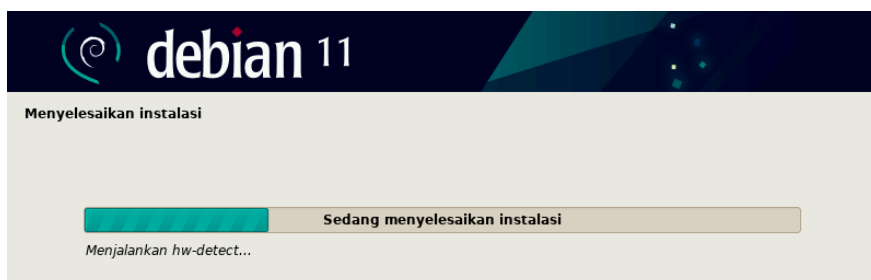 debian 11
Menyelesaikan instalasi
Sedang menyelesaikan instalasi
Menjalankan hw-detect...